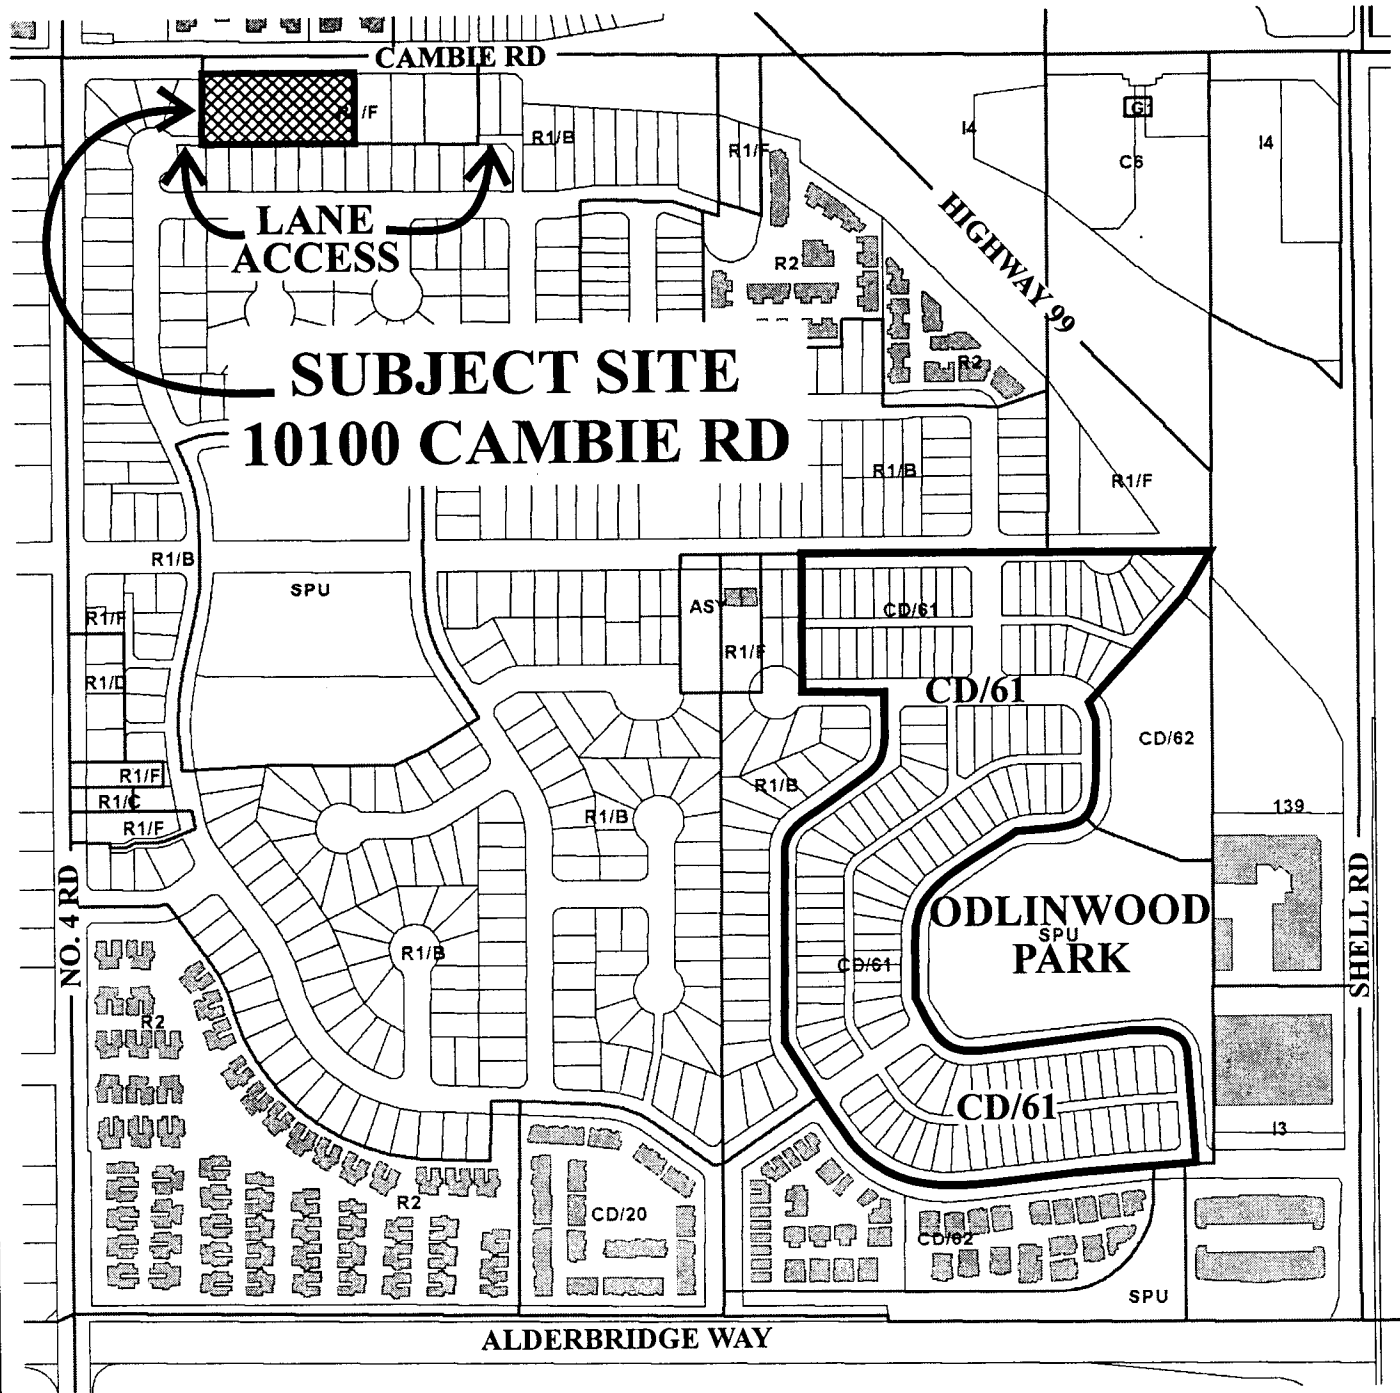 CAMBIE RD
R1/F
G1
I4
I4
C6
R1/B
R1/F
LANE
ACCESS
HIGHWAY 99
R2
R2
SUBJECT SITE
10100 CAMBIE RD
R1/B
R1/F
R1/B
SPU
R1/F
ASY
CD/61
R1/F
R1/D
CD/61
CD/62
R1/F
R1/B
R1/C
139
R1/B
R1/F
NO. 4 RD
SHELL RD
ODLINWOOD
SPU
PARK
R1/B
CD/61
R2
CD/61
I3
R2
CD/20
CD/62
SPU
ALDERBRIDGE WAY